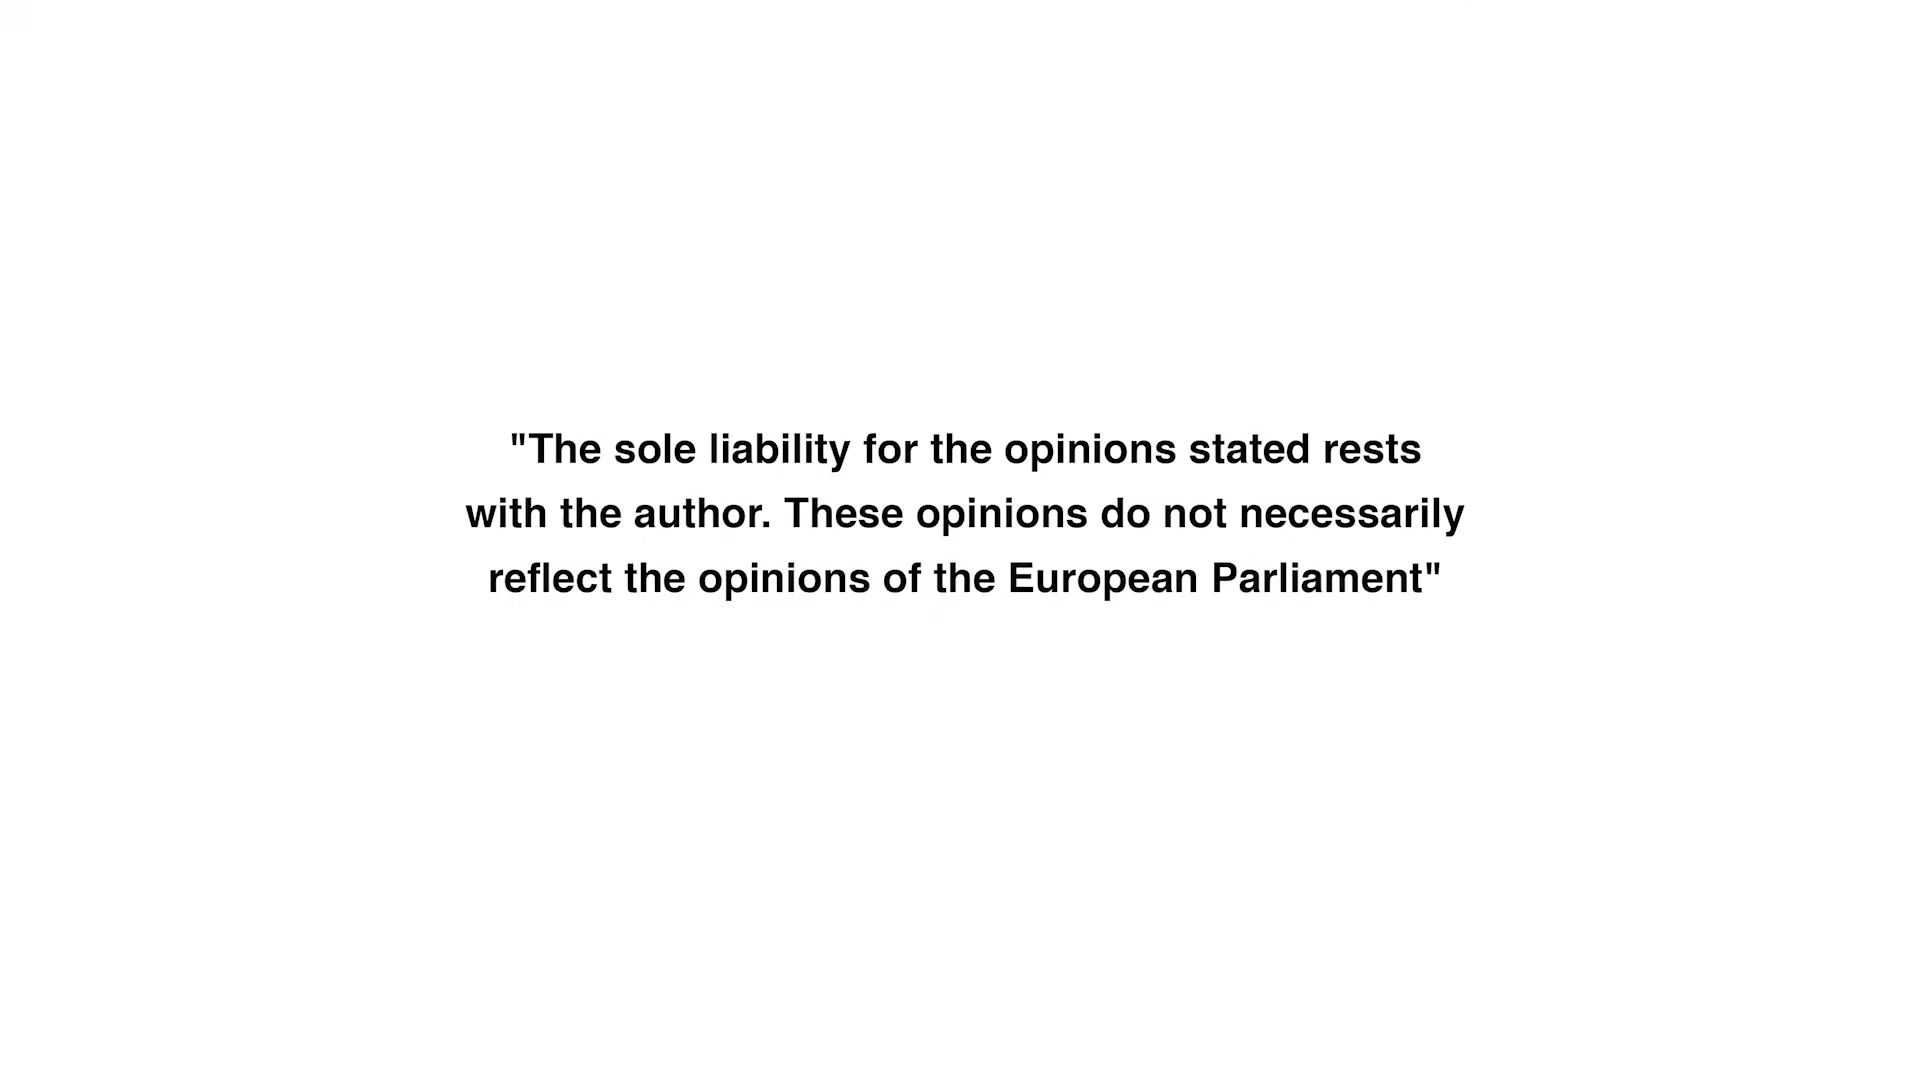 "The sole liability for the opinions stated rests
with the author. These opinions do not necessarily
reflect the opinions of the European Parliament"